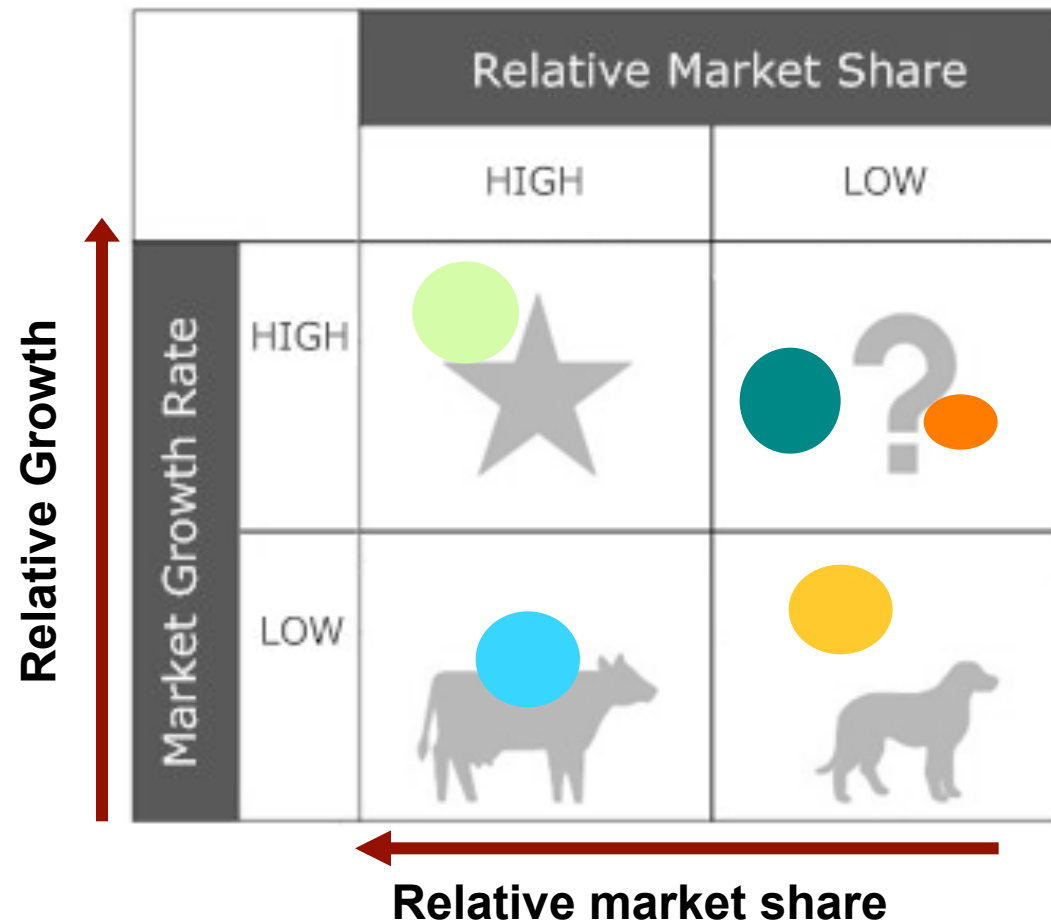 Relative Market Share
HIGH
LOW
Relative Growth
Market Growth Rate
HIGH
?
LOW
Relative market share